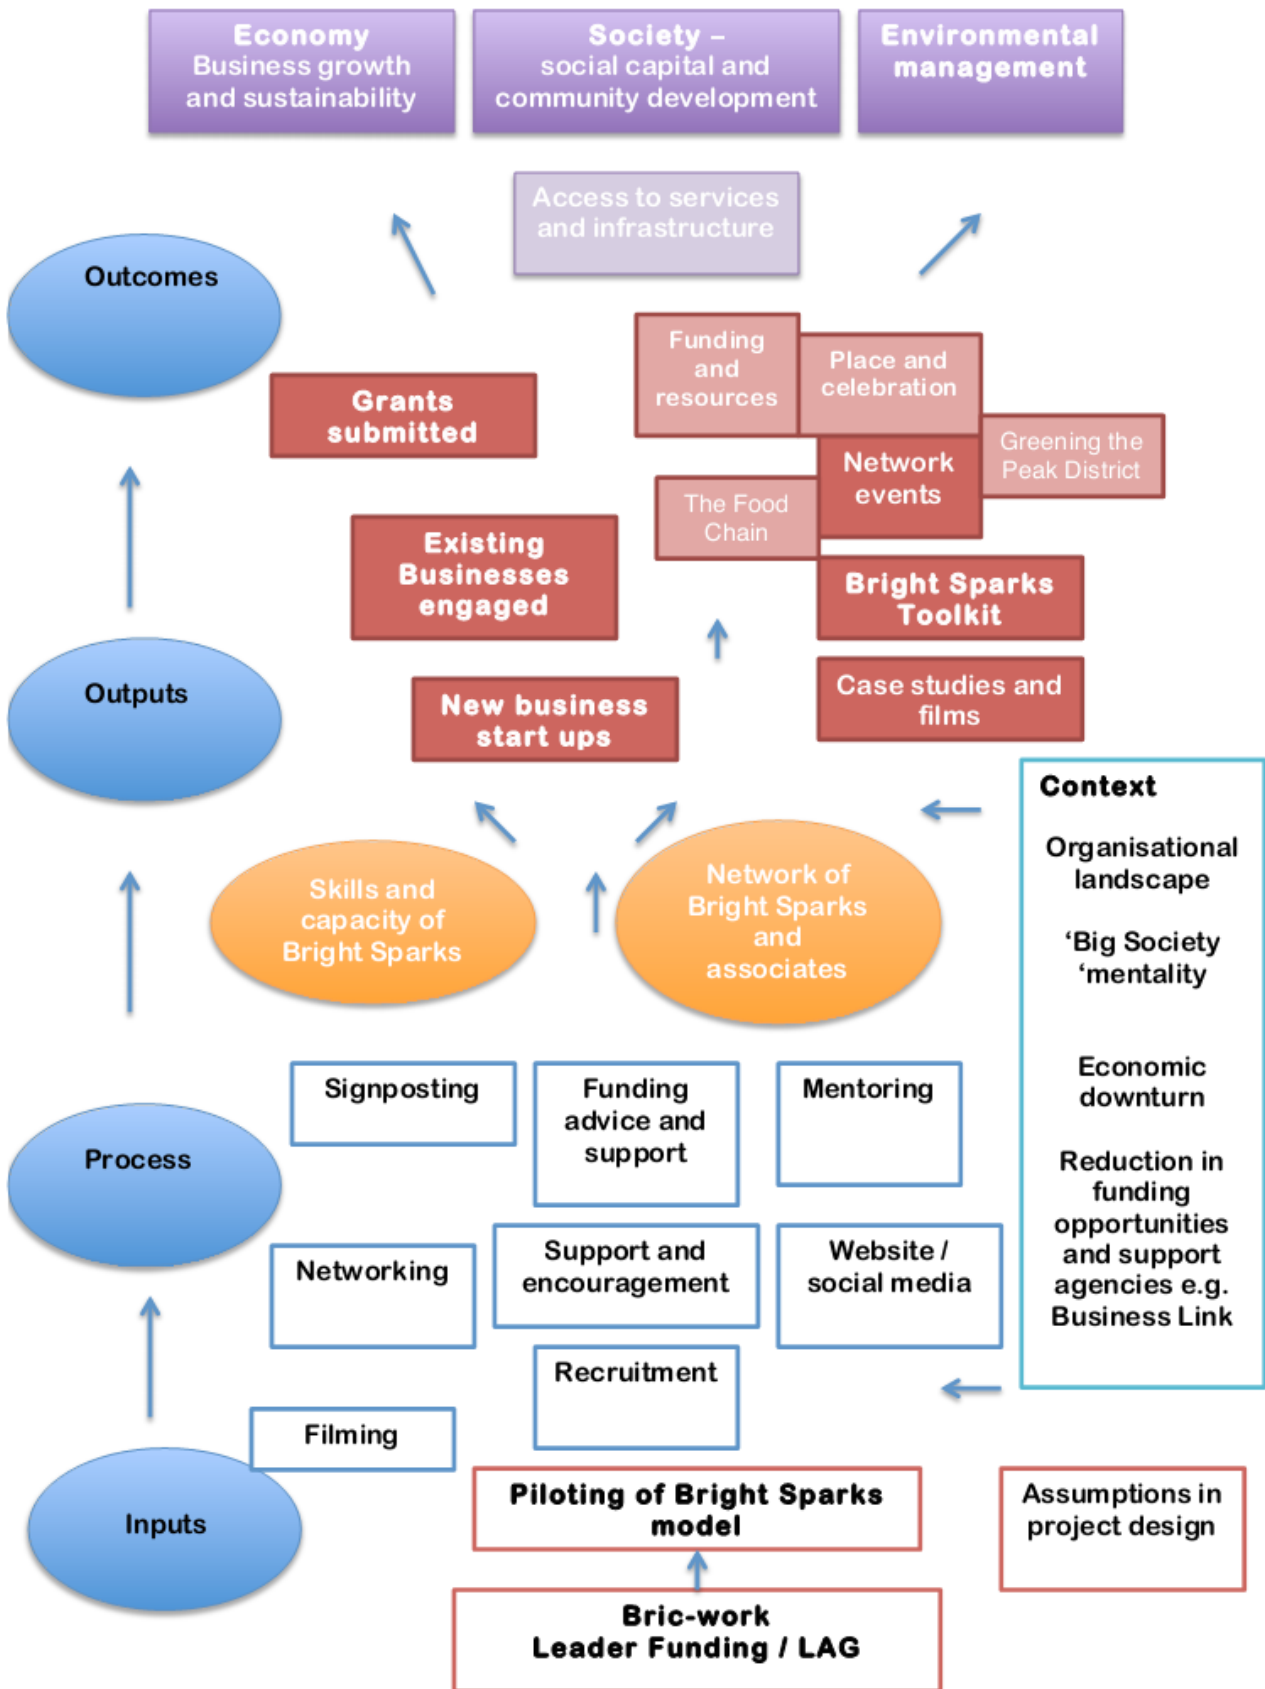 Economy
Business growth
and sustainability
Society –
social capital and
community development
Environmental
management
Access to services
and infrastructure
Outcomes
Funding
and
resources
Place and
celebration
Grants
submitted
Greening the
Peak District
Network
events
The Food
Chain
Existing
Businesses
engaged
Bright Sparks
Toolkit
Outputs
New business
start ups
Case studies and
films
Context
Organisational
landscape
‘Big Society
‘mentality
Economic
downturn
Reduction in
funding
opportunities
and support
agencies e.g.
Business Link
Skills and
capacity of
Bright Sparks
Network of
Bright Sparks
and
associates
Process
Signposting
Funding
advice and
support
Mentoring
Networking
Support and
encouragement
Website /
social media
Recruitment
Filming
Inputs
Piloting of Bright Sparks
model
Assumptions in
project design
Bric-work
Leader Funding / LAG